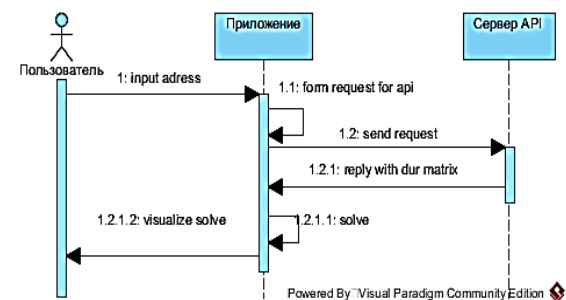 Приложение
Сервер API
Пользователь
1: input adress
1.1: form request for api
1.2: send request
1.2.1: reply with dur matrix
1.2.1.2: visualize solve
1.2.1.1: solve
Powered By Visual Paradigm Community Edition